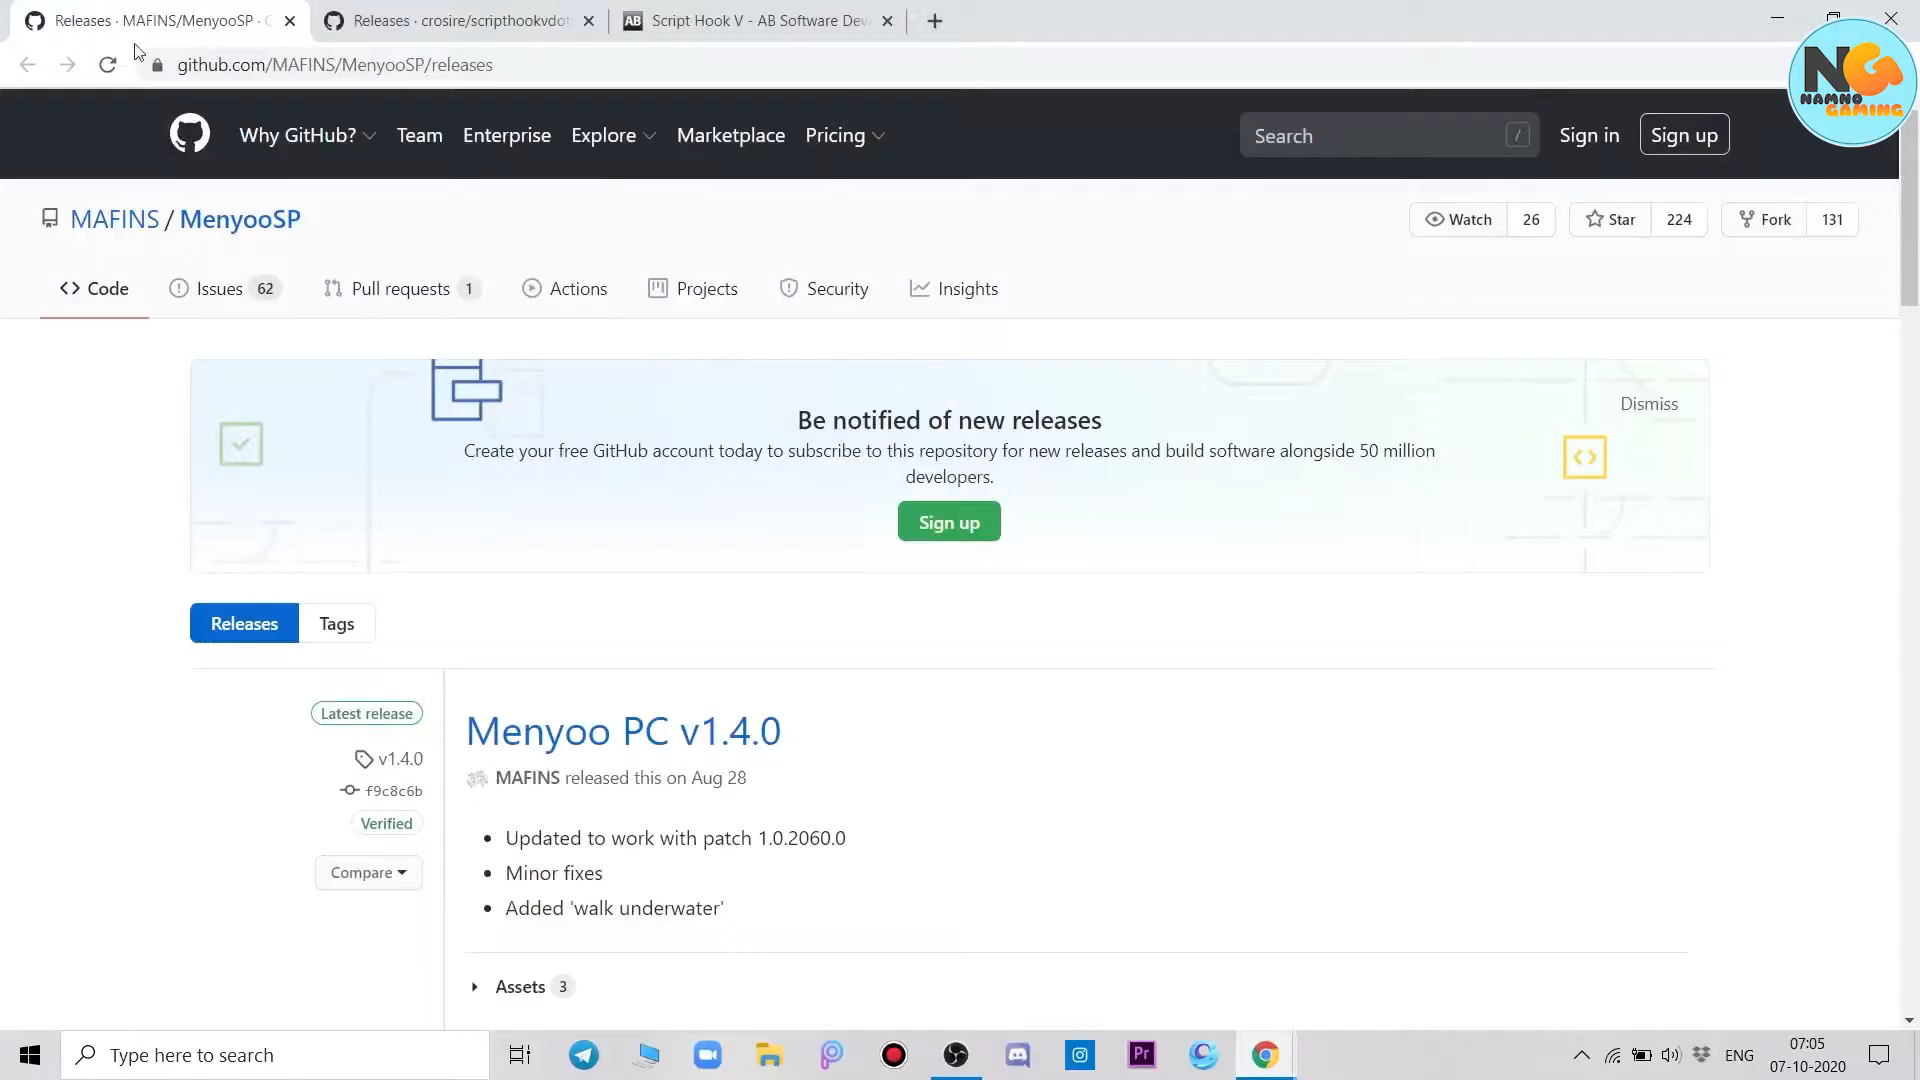 Releases · MAFINS/MenyooSP ·
Releases · crosire/scripthookvdot
AB Script Hook V - AB Software Dev
github.com/MAFINS/MenyooSP/releases
NG
NAMNO
GAMING
Why GitHub? Team Enterprise Explore Marketplace Pricing Search / Sign in Sign up
MAFINS / MenyooSP Watch 26 Star 224 Fork 131
Code Issues 62 Pull requests 1 Actions Projects Security Insights
Dismiss
Be notified of new releases
Create your free GitHub account today to subscribe to this repository for new releases and build software alongside 50 million
developers.
Sign up
Releases Tags
Latest release
v1.4.0
f9c8c6b
Verified
Compare
Menyoo PC v1.4.0
MAFINS released this on Aug 28
• Updated to work with patch 1.0.2060.0
• Minor fixes
• Added 'walk underwater'
Assets 3
Type here to search
Pr
ENG
07:05
07-10-2020